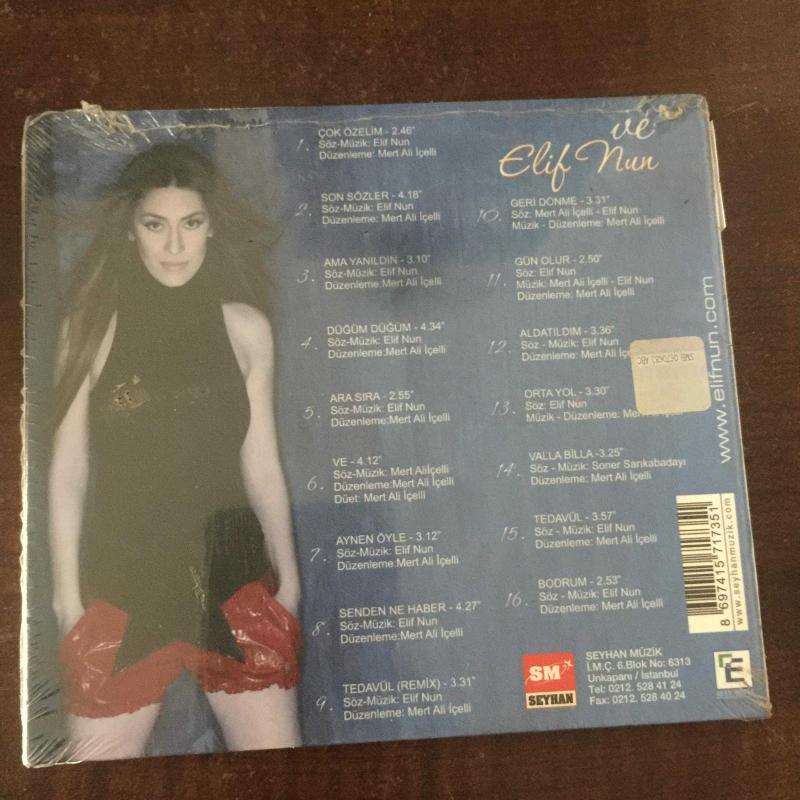 ve
Elif Nun
1. ÇOK ÖZELİM - 2.46"
Söz-Müzik: Elif Nun
Düzenleme: Mert Ali İçelli
2. SON SÖZLER - 4.18"
Söz-Müzik: Elif Nun
Düzenleme: Mert Ali İçelli
3. AMA YANILDIN - 3.10"
Söz-Müzik: Elif Nun
Düzenleme:Mert Ali İçelli
4. DÜĞÜM DÜĞÜM - 4.34"
Söz-Müzik: Elif Nun
Düzenleme:Mert Ali İçelli
5. ARA SIRA - 2.55"
Söz-Müzik: Elif Nun
Düzenleme:Mert Ali İçelli
6. VE - 4.12"
Söz-Müzik: Mert Aliİçelli
Düzenleme: Mert Ali İçelli
Düet: Mert Ali İçelli
7. AYNEN ÖYLE - 3.12"
Söz-Müzik: Elif Nun
Düzenleme: Mert Ali İçelli
8. SENDEN NE HABER - 4.27"
Söz-Müzik: Elif Nun
Düzenleme:Mert Ali İçelli
9. TEDAVÜL (REMİX) - 3.31"
Söz-Müzik: Elif Nun
Düzenleme: Mert Ali İçelli
10. GERİ DÖNME - 3.31"
Söz: Mert Ali İçelli - Elif Nun
Müzik - Düzenleme: Mert Ali İçelli
11. GÜN OLUR - 2.50"
Söz: Elif Nun
Müzik: Mert Ali İçelli - Elif Nun
Düzenleme: Mert Ali İçelli
12. ALDATILDIM - 3.36"
Söz - Müzik: Elif Nun
Düzenleme: Mert Ali İç
13. ORTA YOL - 3.30"
Söz: Elif Nun
Müzik - Düzenleme: Mer
14. VALLA BİLLA -3.25"
Söz - Müzik: Soner Sarıkabadayı
Düzenleme: Mert Ali İçelli
15. TEDAVÜL - 3.57"
Söz - Müzik: Elif Nun
Düzenleme: Mert Ali İçelli
16. BODRUM - 2.53"
Söz - Müzik: Elif Nun
Düzenleme: Mert Ali İçelli
www.elifnun.com
8 697415 717351
www.seyhanmuzik.com
SM
SEYHAN
SEYHAN MÜZİK
İ.M.Ç. 6.Blok No: 6313
Unkapanı / İstanbul
Tel: 0212. 528 41 24
Fax: 0212. 528 40 24